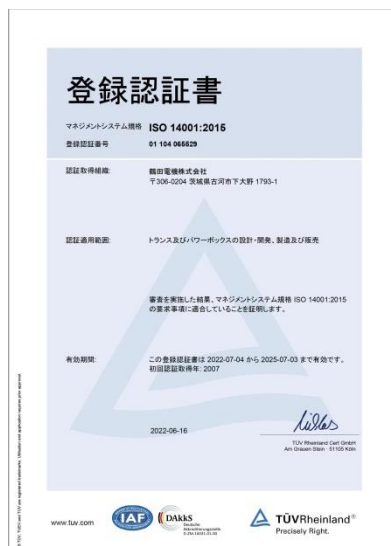 登録認証書
マネジメントシステム規格 ISO 14001:2015
登録認証番号 01 104 065529
認証取得組織: 鶴田電機株式会社
〒306-0204 茨城県古河市下大野 1793-1
認証適用範囲: トランス及びパワーボックスの設計・開発、製造及び販売
審査を実施した結果、マネジメントシステム規格 ISO 14001:2015
の要求事項に適合していることを証明します。
有効期間: この登録認証書は 2022-07-04 から 2025-07-03 まで有効です。
初回認証取得年: 2007
2022-06-16
TÜV Rheinland Cert GmbH
Am Grauen Stein · 51105 Köln
www.tuv.com
IAF
DAkkS
Deutsche
Akkreditierungsstelle
TÜVRheinland®
Precisely Right.